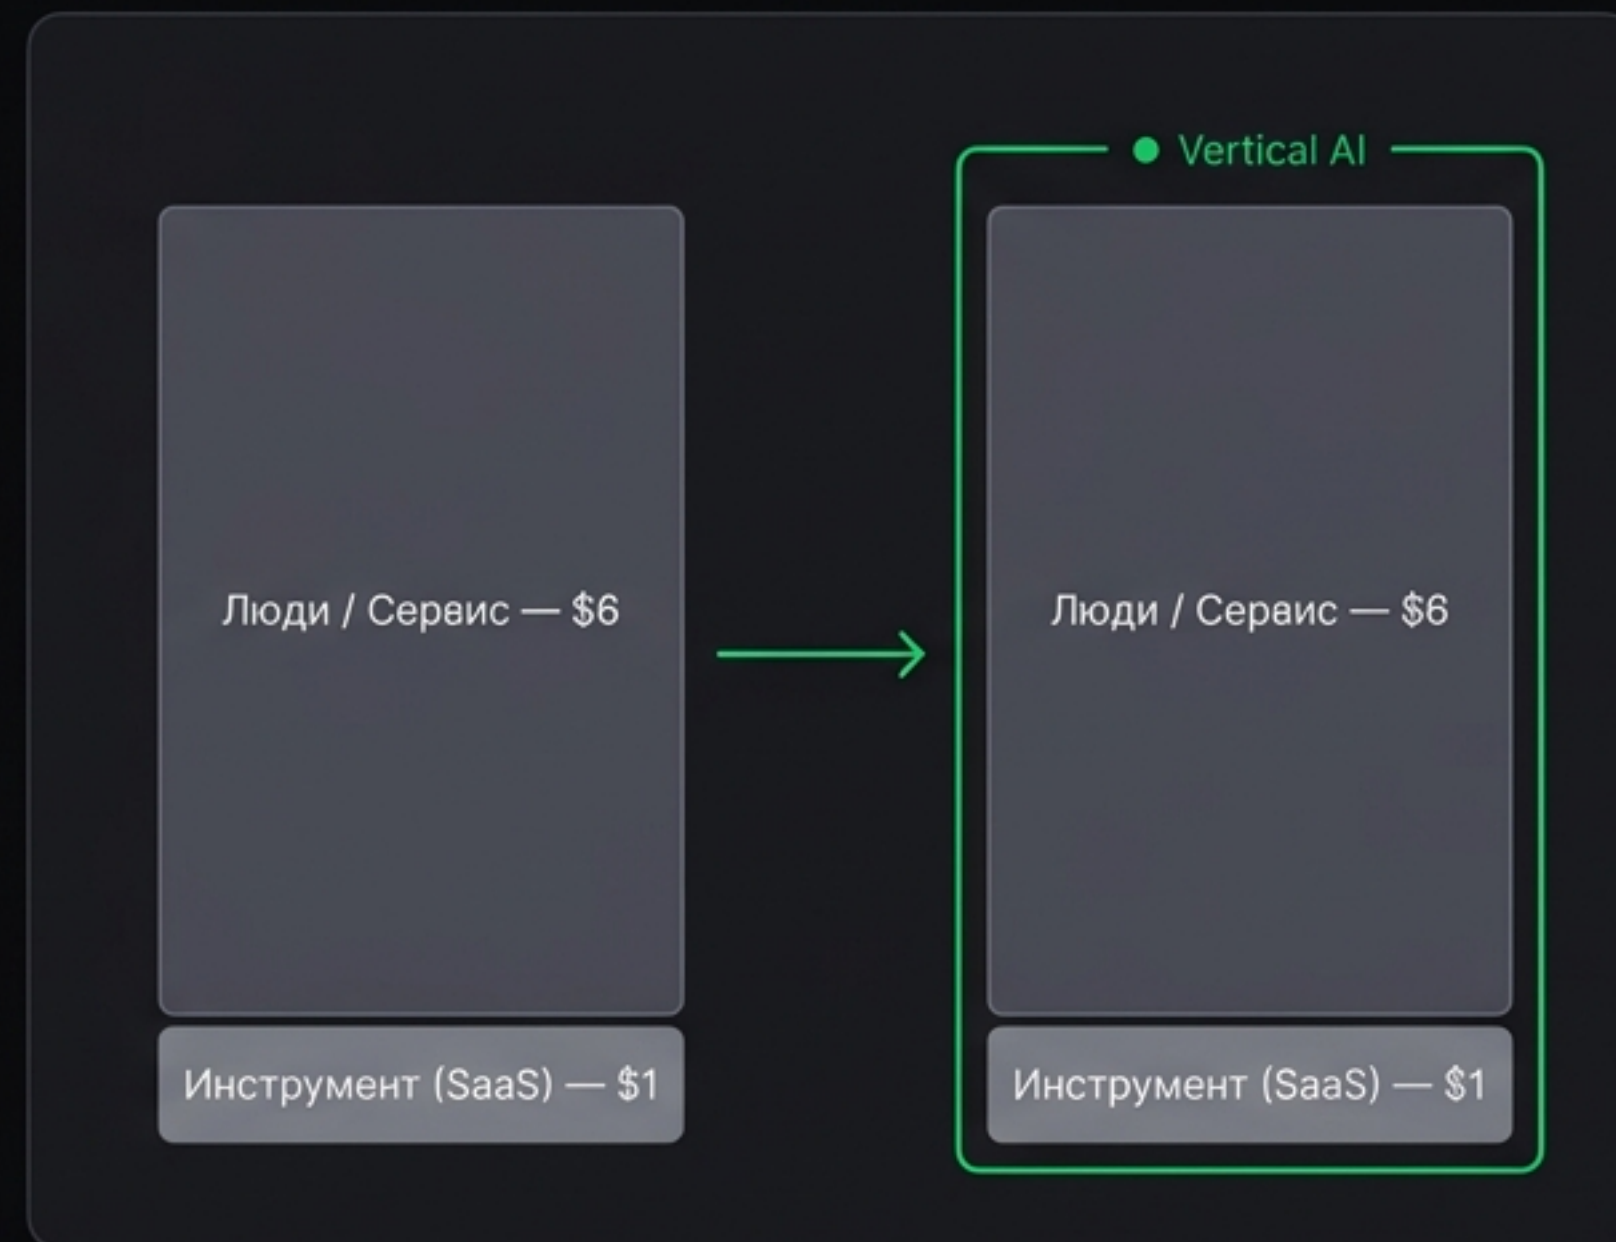 Vertical AI
Люди / Сервис — $6
Люди / Сервис — $6
Инструмент (SaaS) — $1
Инструмент (SaaS) — $1